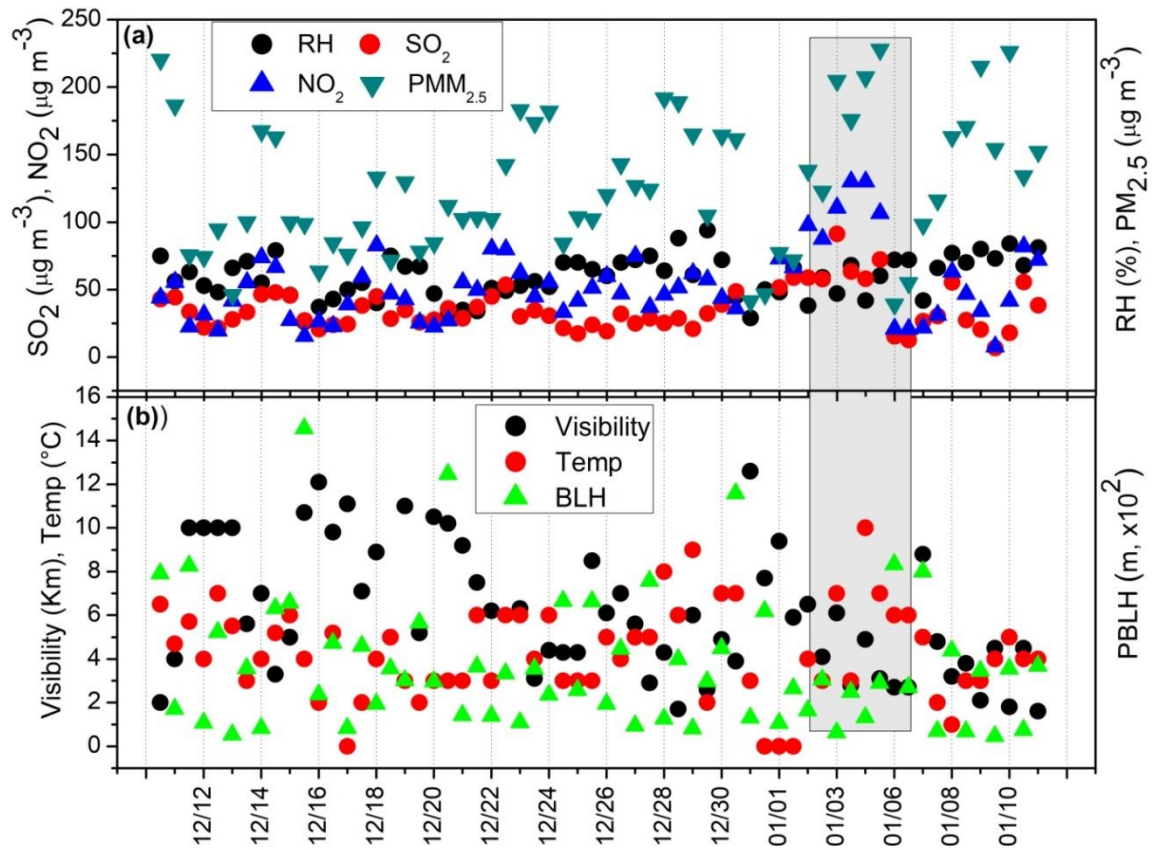 (a)
RH SO2
NO2 PMM2.5
250
200
150
100
50
0
SO2 (μg m-3), NO2 (μg m-3)
RH (%), PM2.5 (μg m-3)
(b))
Visibility
Temp
BLH
16
14
12
10
8
6
4
2
0
Visibility (Km), Temp (°C)
PBLH (m, x102)
12/12
12/14
12/16
12/18
12/20
12/22
12/24
12/26
12/28
12/30
01/01
01/03
01/06
01/08
01/10